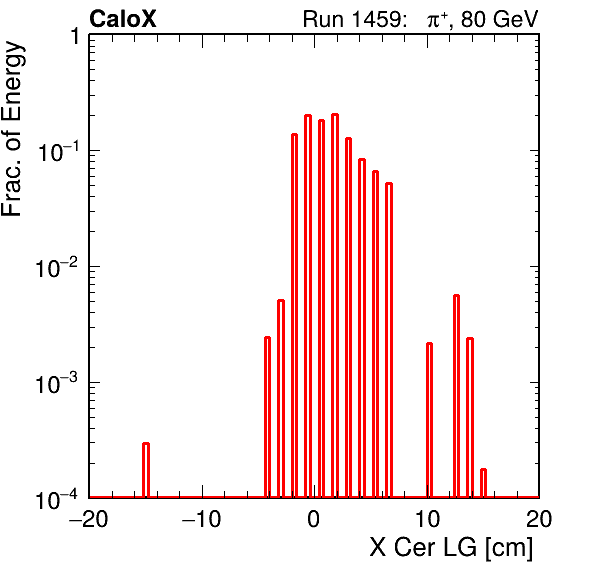 CaloX Run 1459: π⁺, 80 GeV
Frac. of Energy
1
10⁻¹
10⁻²
10⁻³
10⁻⁴
−20 −10 0 10 20
X Cer LG [cm]